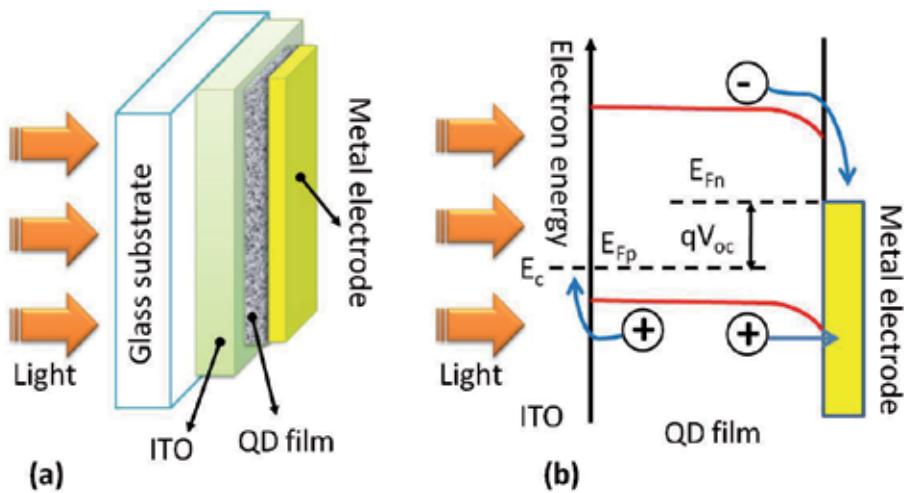 Glass substrate
Metal electrode
Light
ITO
QD film
(a)
Electron energy
-
E_Fn
qV_oc
E_Fp
E_c
+
+
Metal electrode
Light
ITO
QD film
(b)